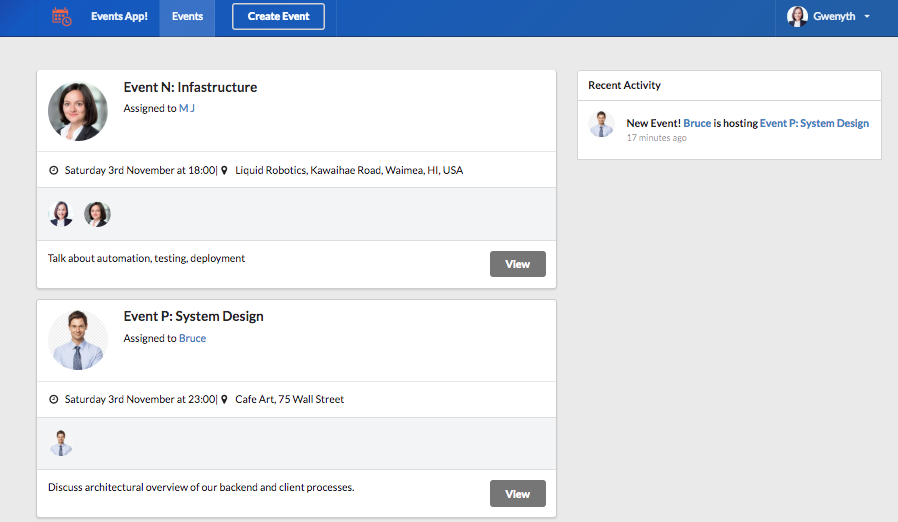 Events App!
Events
Create Event
Gwenyth
Event N: Infastructure
Assigned to M J
Saturday 3rd November at 18:00| Liquid Robotics, Kawaihae Road, Waimea, HI, USA
Talk about automation, testing, deployment
View
Event P: System Design
Assigned to Bruce
Saturday 3rd November at 23:00| Cafe Art, 75 Wall Street
Discuss architectural overview of our backend and client processes.
View
Recent Activity
New Event! Bruce is hosting Event P: System Design
17 minutes ago